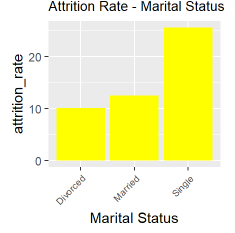 Attrition Rate - Marital Status
attrition_rate
20
10
0
Divorced
Married
Single
Marital Status